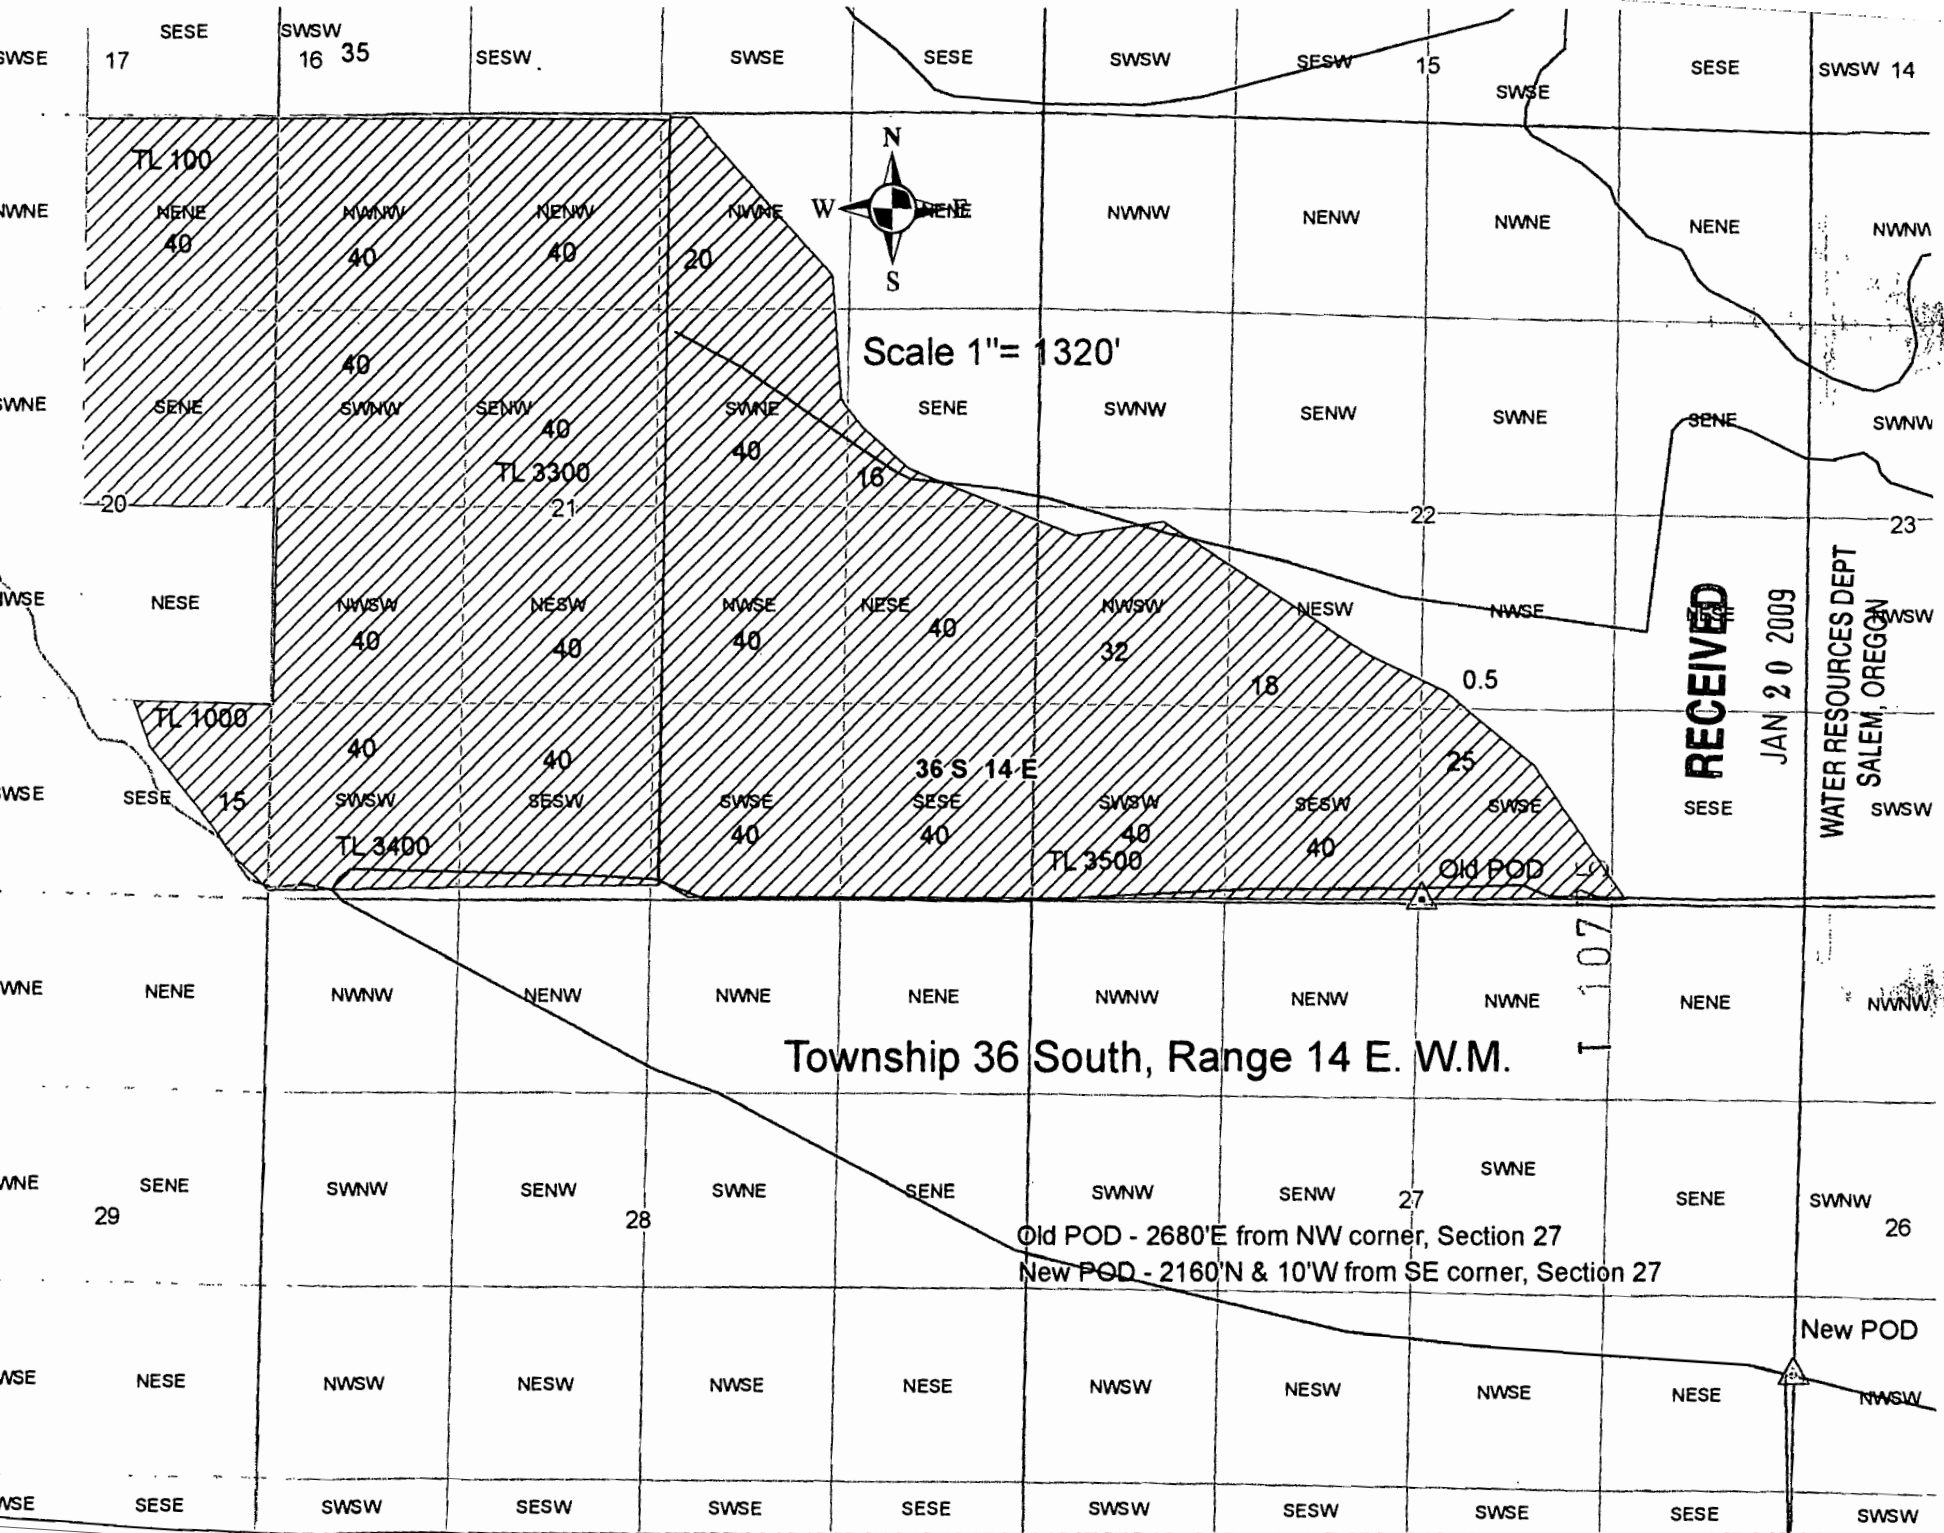 SESE SWSW
SWSE 17 16 35 SESW SWSE SESE SWSW SESW 15 SWSE SESE SWSW 14
TL 100
N
NWNE NENE NWNW NENW NWNE W E NENE NWNW NENW NWNE NENE NWNW
40 40 40 20
S
Scale 1"= 1320'
40
SWNE SENE SWNW SENW SWNE SENE SWNW SENW SWNE SENE SWNW
40 40 16
TL 3300
20 21 22 23
NWSE NESE NWSW NESW NWSE NESE NWSW NESW NWSE NESE NWSW
40 40 40 40 32 18 0.5
RECEIVED
JAN 20 2009
WATER RESOURCES DEPT
SALEM, OREGON
TL 1000
40 40 36 S 14 E 25
SWSE SESE 15 SWSW SESW SWSE SESE SWSW SESW SWSE SESE SWSW
40 40 40 40
TL 3400 TL 3500 Old POD
T 107
WNE NENE NWNW NENW NWNE NENE NWNW NENW NWNE NENE NWNW
Township 36 South, Range 14 E. W.M.
WNE SENE SWNW SENW SWNE SENE SWNW SENW SWNE SENE SWNW
29 28 27 26
Old POD - 2680'E from NW corner, Section 27
New POD - 2160'N & 10'W from SE corner, Section 27
New POD
WSE NESE NWSW NESW NWSE NESE NWSW NESW NWSE NESE NWSW
WSE SESE SWSW SESW SWSE SESE SWSW SESW SWSE SESE SWSW